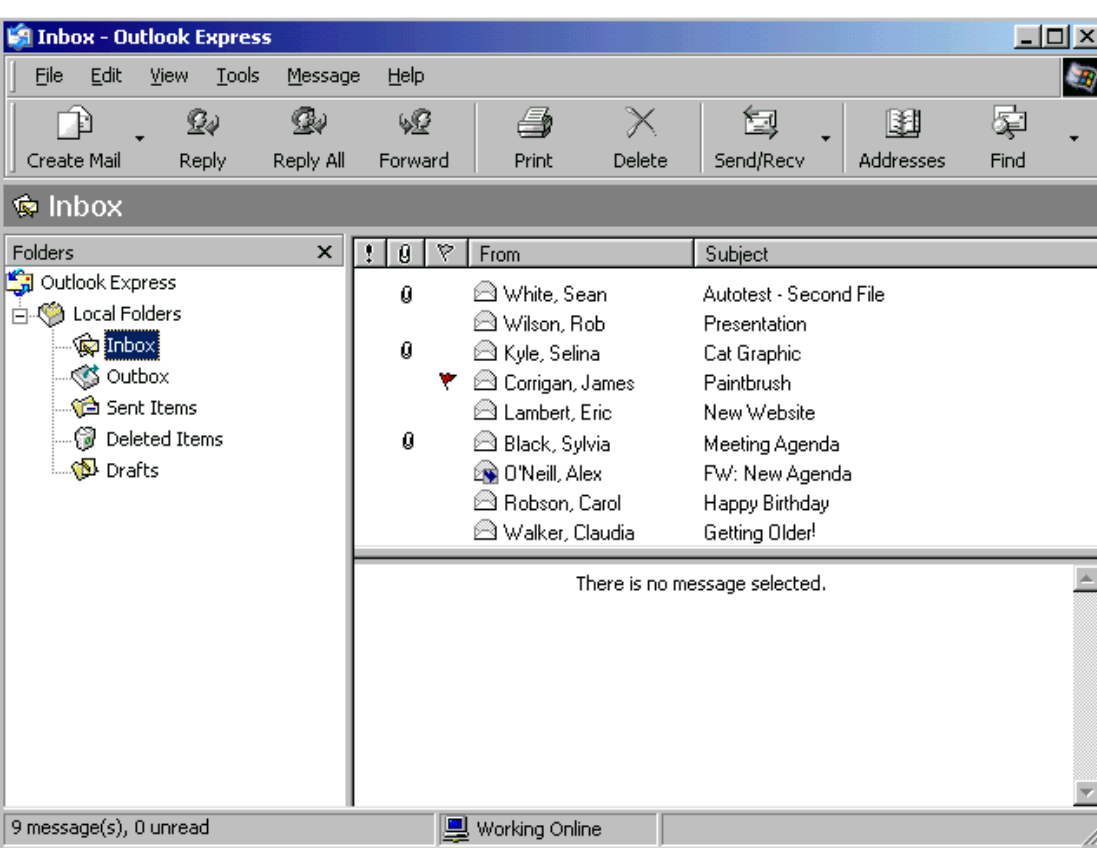 Inbox - Outlook Express
File Edit View Tools Message Help
Create Mail Reply Reply All Forward Print Delete Send/Recv Addresses Find
Inbox
Folders
Outlook Express
Local Folders
Inbox
Outbox
Sent Items
Deleted Items
Drafts
! From Subject
White, Sean Autotest - Second File
Wilson, Rob Presentation
Kyle, Selina Cat Graphic
Corrigan, James Paintbrush
Lambert, Eric New Website
Black, Sylvia Meeting Agenda
O'Neill, Alex FW: New Agenda
Robson, Carol Happy Birthday
Walker, Claudia Getting Older!
There is no message selected.
9 message(s), 0 unread Working Online